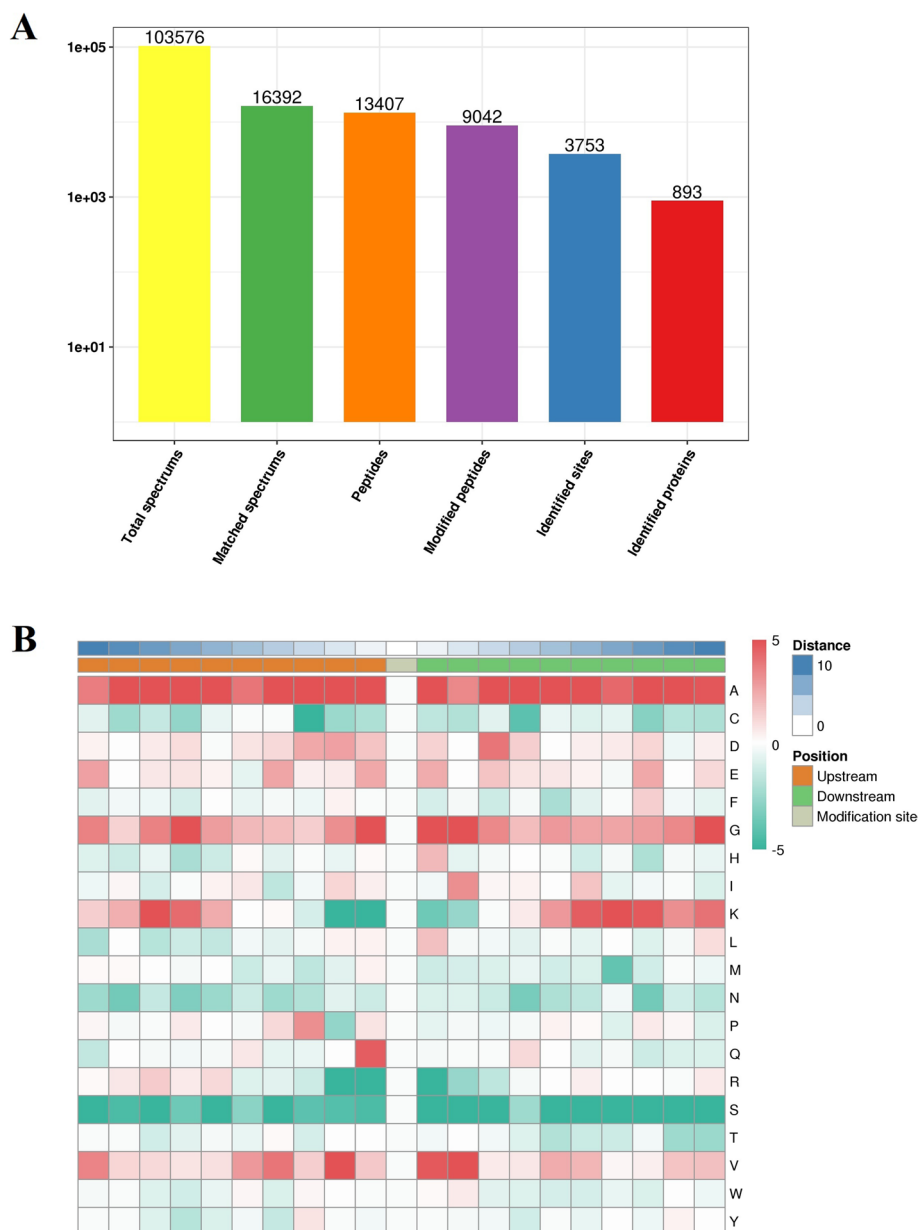 A
1e+05
1e+03
1e+01
103576
16392
13407
9042
3753
893
Total spectrums
Matched spectrums
Peptides
Modified peptides
Identified sites
Identified proteins
B
5
0
-5
Distance
10
0
Position
Upstream
Downstream
Modification site
A
C
D
E
F
G
H
I
K
L
M
N
P
Q
R
S
T
V
W
Y